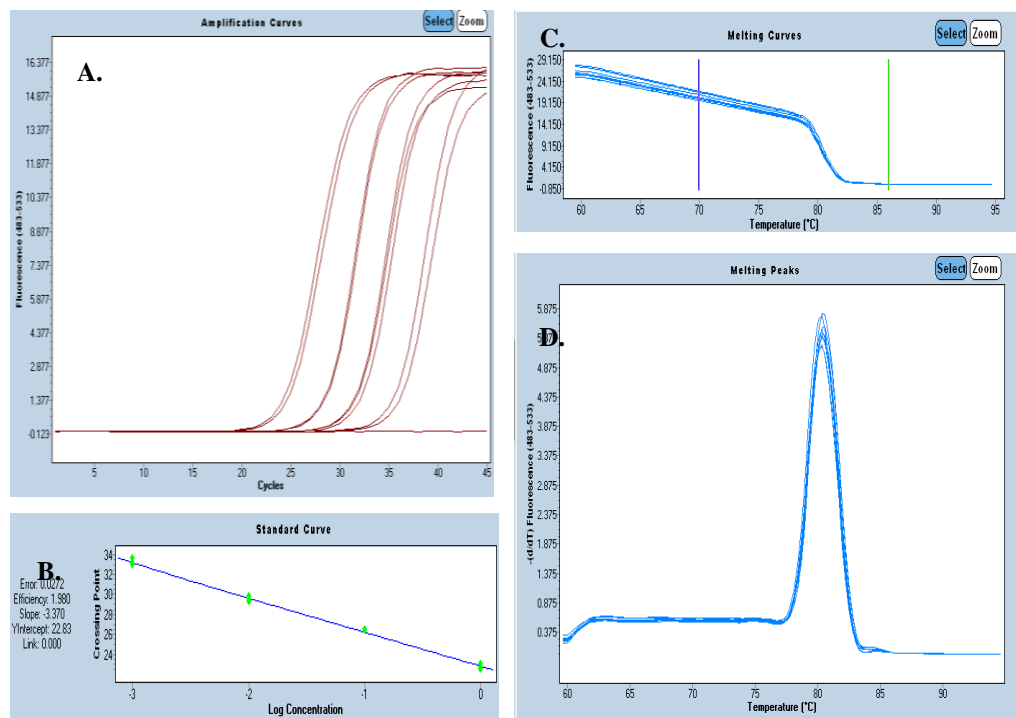 Amplification Curves
Select Zoom
A.
Fluorescence (483-533)
16.377
14.877
13.377
11.877
10.377
8.877
7.377
5.877
4.377
2.877
1.377
-0.123
5 10 15 20 25 30 35 40 45
Cycles
B.
Standard Curve
Error: 0.0272
Efficiency: 1.980
Slope: -3.370
YIntercept: 22.83
Link: 0.000
Crossing Point
34
32
30
28
26
24
-3 -2 -1 0
Log Concentration
C.
Melting Curves
Select Zoom
Fluorescence (483-533)
29.150
24.150
19.150
14.150
9.150
4.150
-0.850
60 65 70 75 80 85 90 95
Temperature (°C)
D.
Melting Peaks
Select Zoom
-(d/dT) Fluorescence (483-533)
5.875
4.875
4.375
3.875
3.375
2.875
2.375
1.875
1.375
0.875
0.375
60 65 70 75 80 85 90
Temperature (°C)